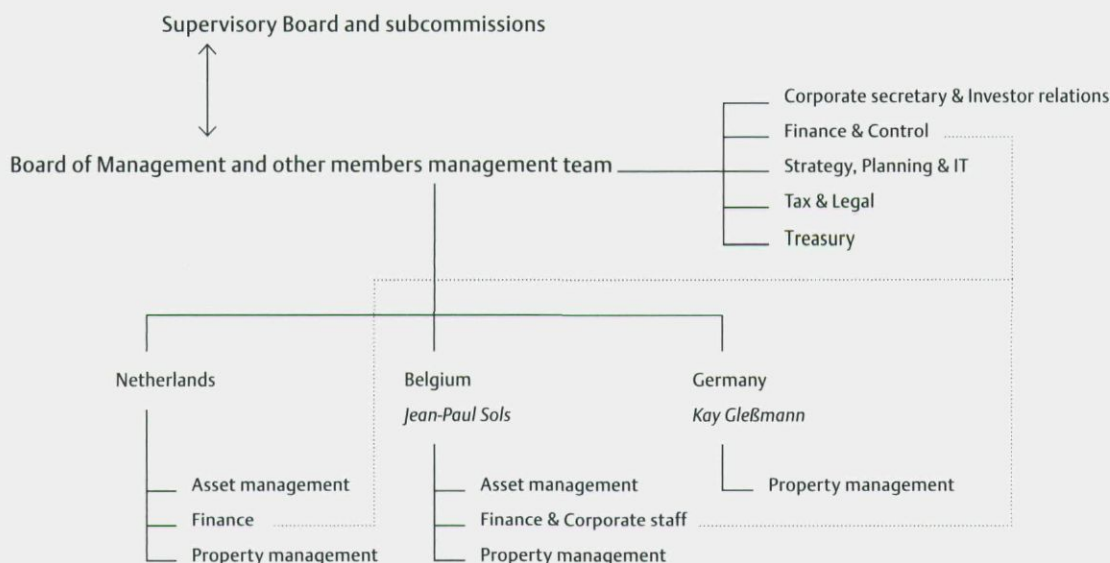 Supervisory Board and subcommissions
Corporate secretary & Investor relations
Finance & Control
Board of Management and other members management team
Strategy, Planning & IT
Tax & Legal
Treasury
Netherlands
Belgium
Jean-Paul Sols
Germany
Kay Gleßmann
Asset management
Finance
Property management
Asset management
Finance & Corporate staff
Property management
Property management